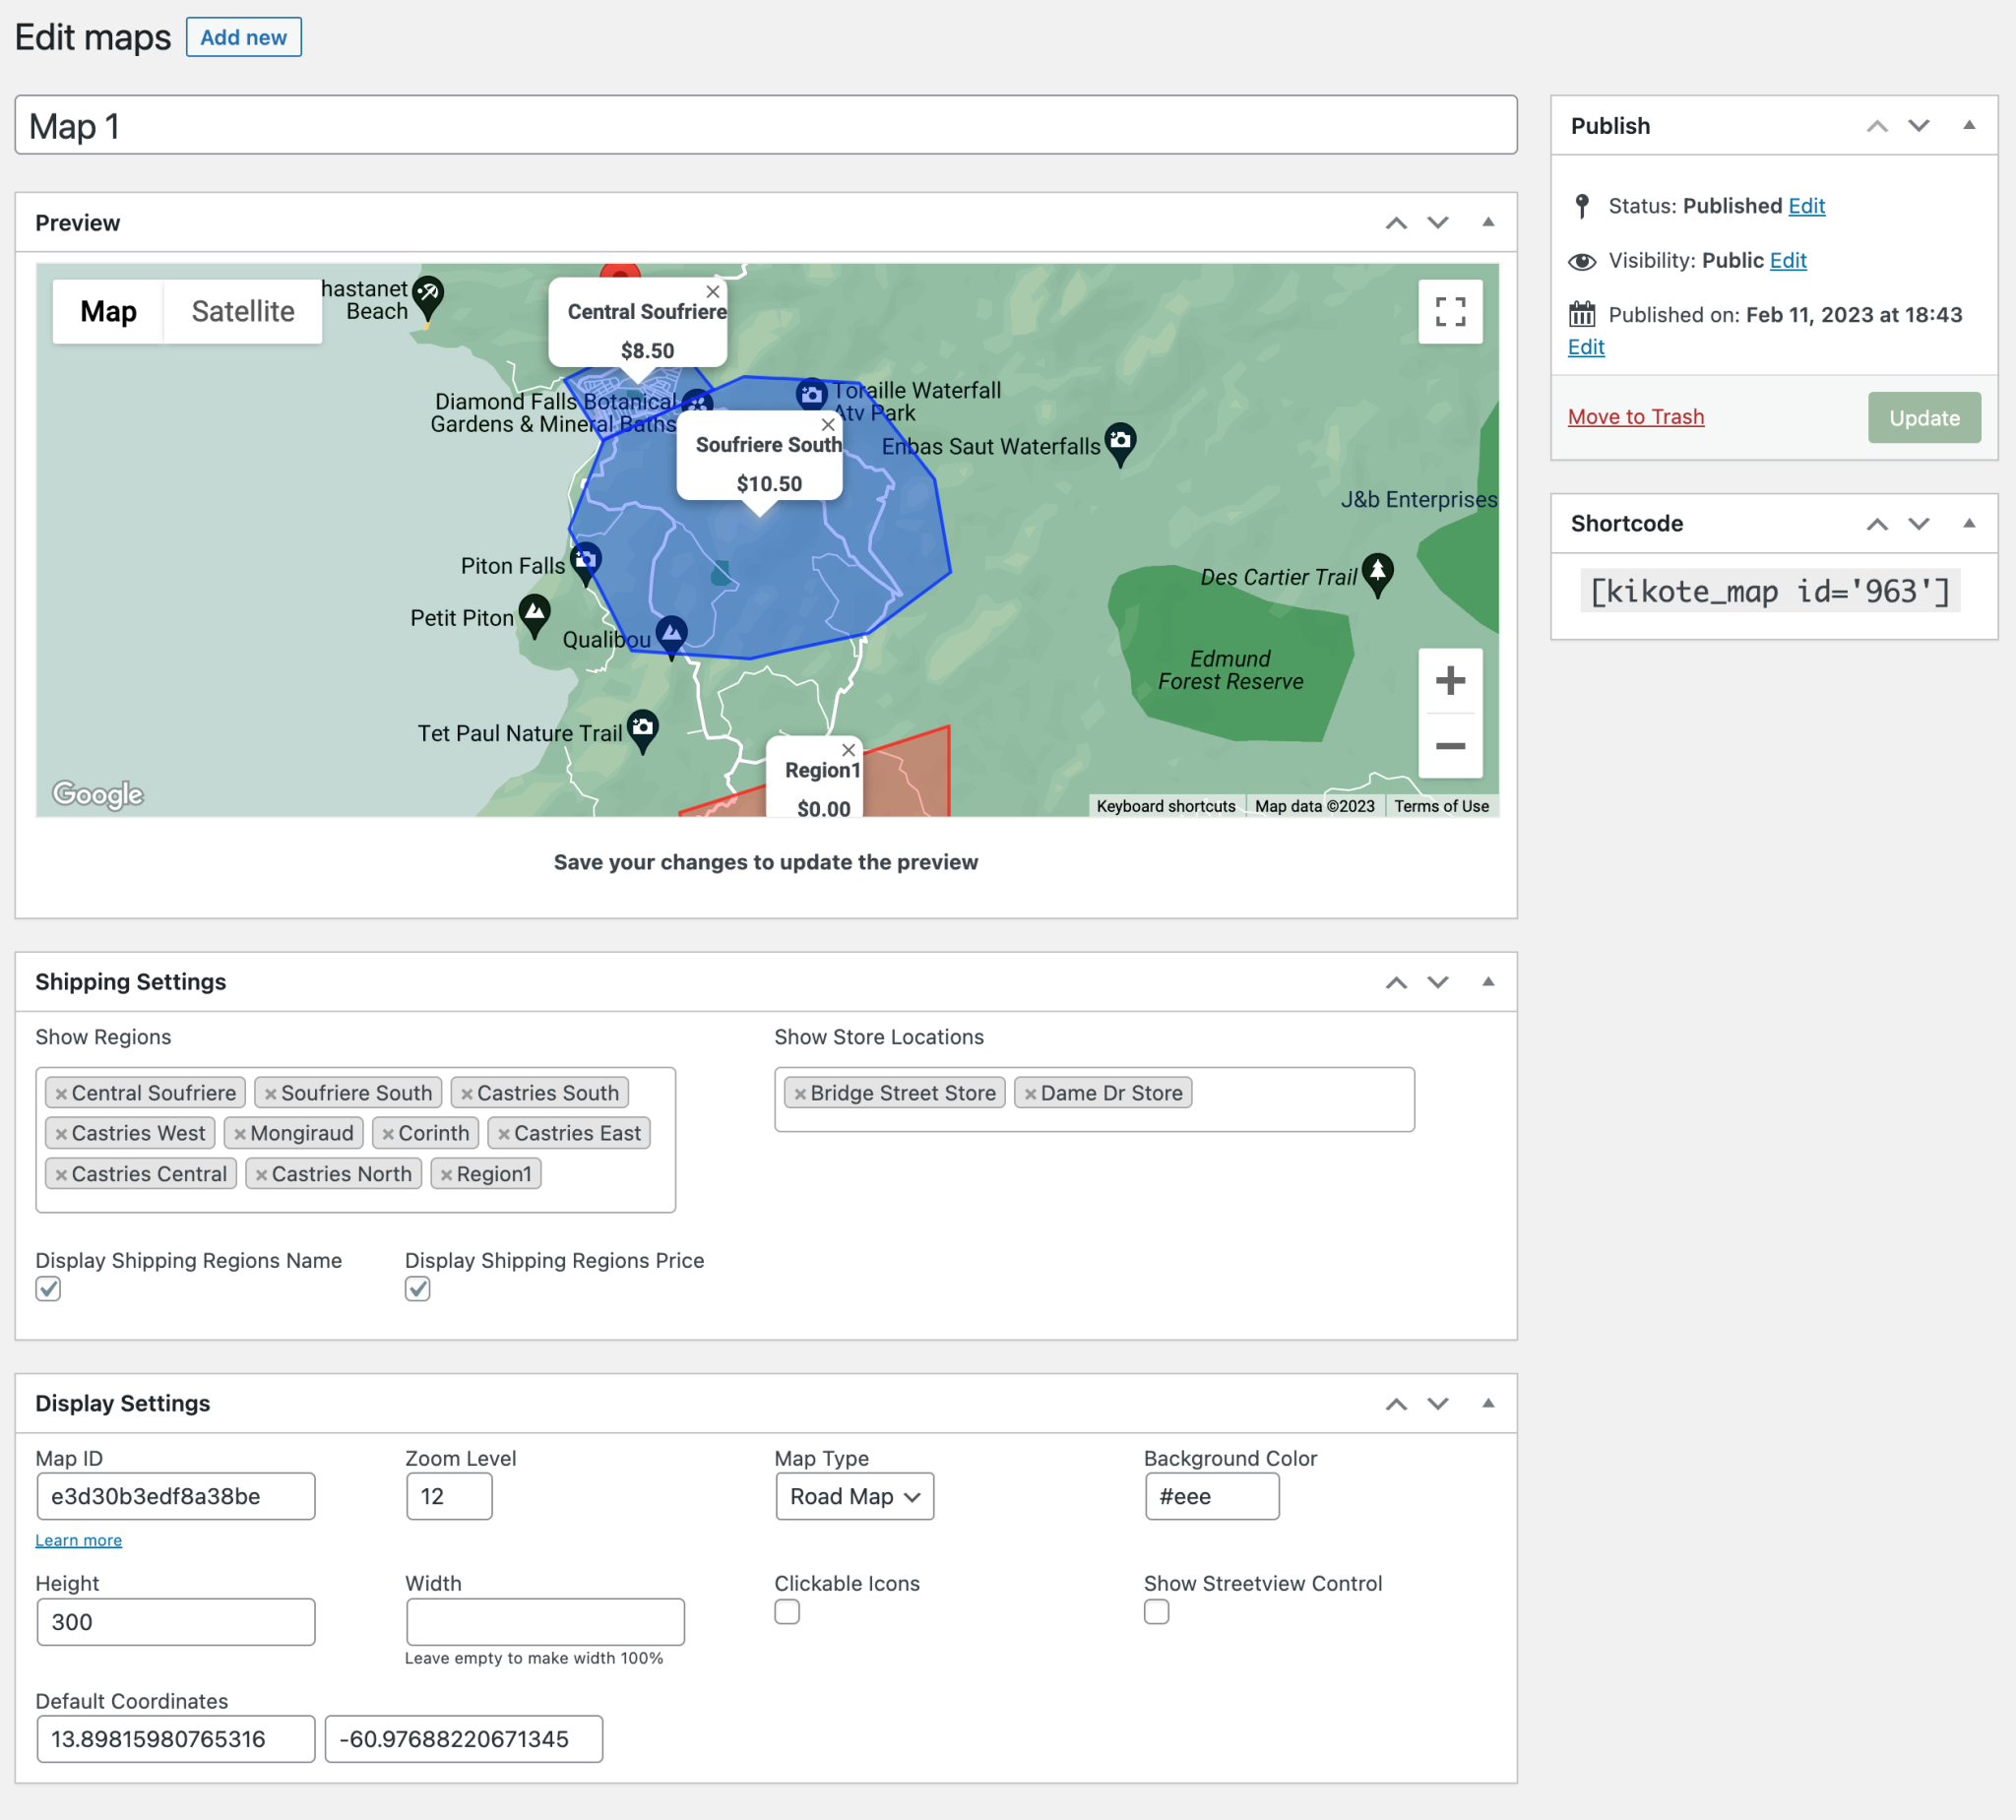 Edit maps
Add new
Map 1
Preview
Map
Satellite
hastanet
Beach
Central Soufriere
$8.50
Diamond Falls Botanical
Gardens & Mineral Baths
Toraille Waterfall
Atv Park
Soufriere South
$10.50
Enbas Saut Waterfalls
J&b Enterprises
Piton Falls
Des Cartier Trail
Petit Piton
Qualibou
Edmund
Forest Reserve
Tet Paul Nature Trail
Region1
$0.00
Google
Keyboard shortcuts
Map data ©2023
Terms of Use
Save your changes to update the preview
Shipping Settings
Show Regions
× Central Soufriere × Soufriere South × Castries South
× Castries West × Mongiraud × Corinth × Castries East
× Castries Central × Castries North × Region1
Show Store Locations
× Bridge Street Store × Dame Dr Store
Display Shipping Regions Name
Display Shipping Regions Price
Display Settings
Map ID
e3d30b3edf8a38be
Learn more
Zoom Level
12
Map Type
Road Map
Background Color
#eee
Height
300
Width
Leave empty to make width 100%
Clickable Icons
Show Streetview Control
Default Coordinates
13.89815980765316
-60.97688220671345
Publish
Status: Published Edit
Visibility: Public Edit
Published on: Feb 11, 2023 at 18:43
Edit
Move to Trash
Update
Shortcode
[kikote_map id='963']